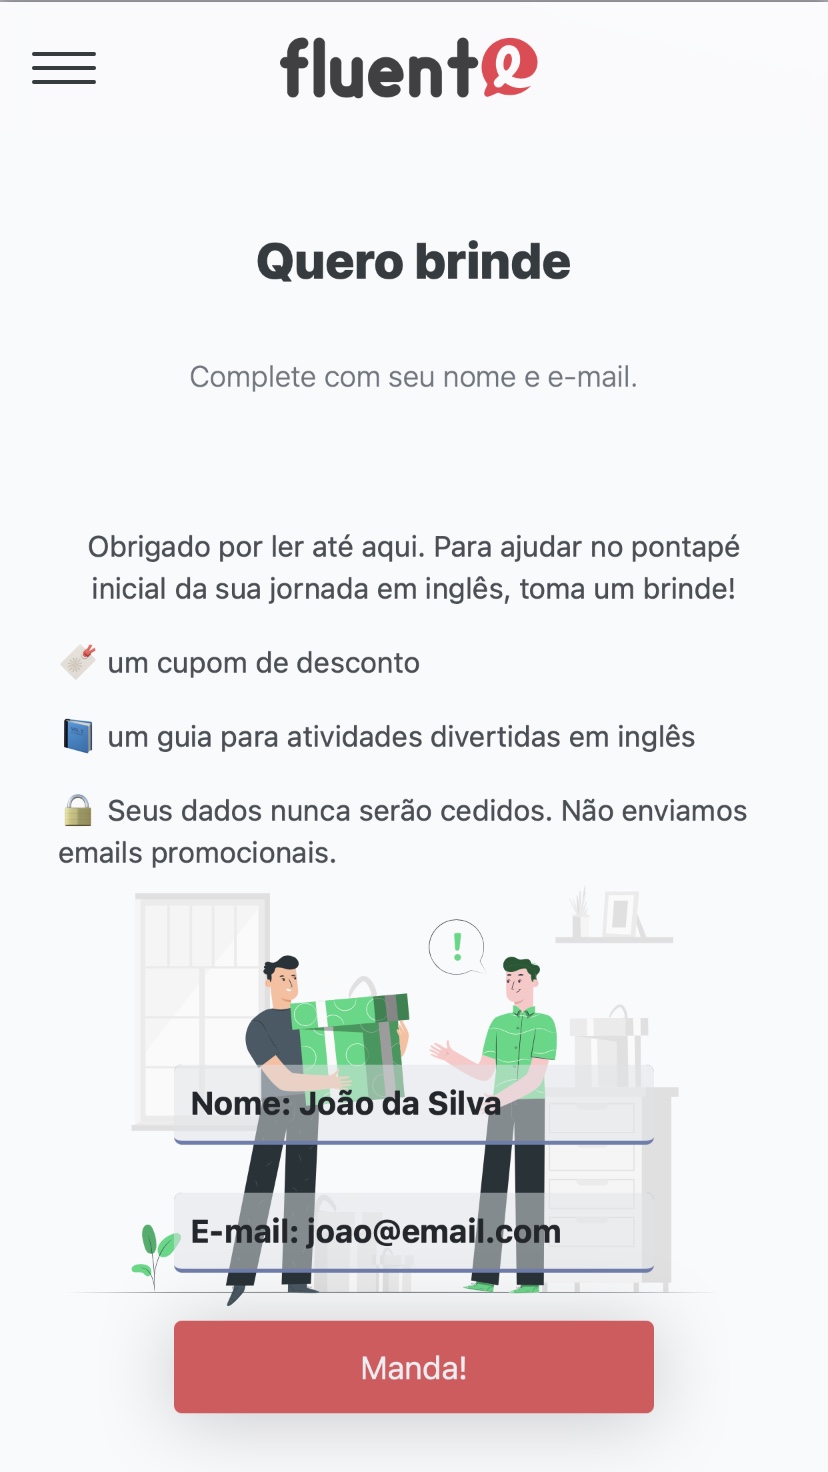 fluente
Quero brinde
Complete com seu nome e e-mail.
Obrigado por ler até aqui. Para ajudar no pontapé
inicial da sua jornada em inglês, toma um brinde!
um cupom de desconto
um guia para atividades divertidas em inglês
Seus dados nunca serão cedidos. Não enviamos
emails promocionais.
!
Nome: João da Silva
E-mail: joao@email.com
Manda!